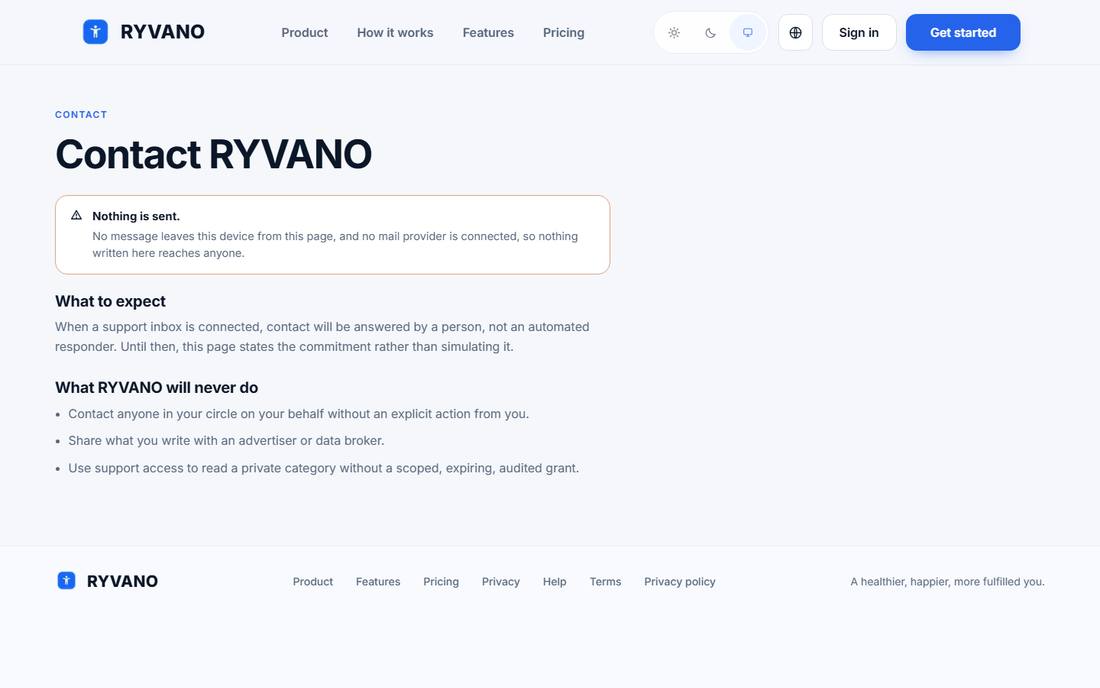 RYVANO
Product
How it works
Features
Pricing
Sign in
Get started
CONTACT
Contact RYVANO
Nothing is sent.
No message leaves this device from this page, and no mail provider is connected, so nothing
written here reaches anyone.
What to expect
When a support inbox is connected, contact will be answered by a person, not an automated
responder. Until then, this page states the commitment rather than simulating it.
What RYVANO will never do
• Contact anyone in your circle on your behalf without an explicit action from you.
• Share what you write with an advertiser or data broker.
• Use support access to read a private category without a scoped, expiring, audited grant.
RYVANO
Product
Features
Pricing
Privacy
Help
Terms
Privacy policy
A healthier, happier, more fulfilled you.